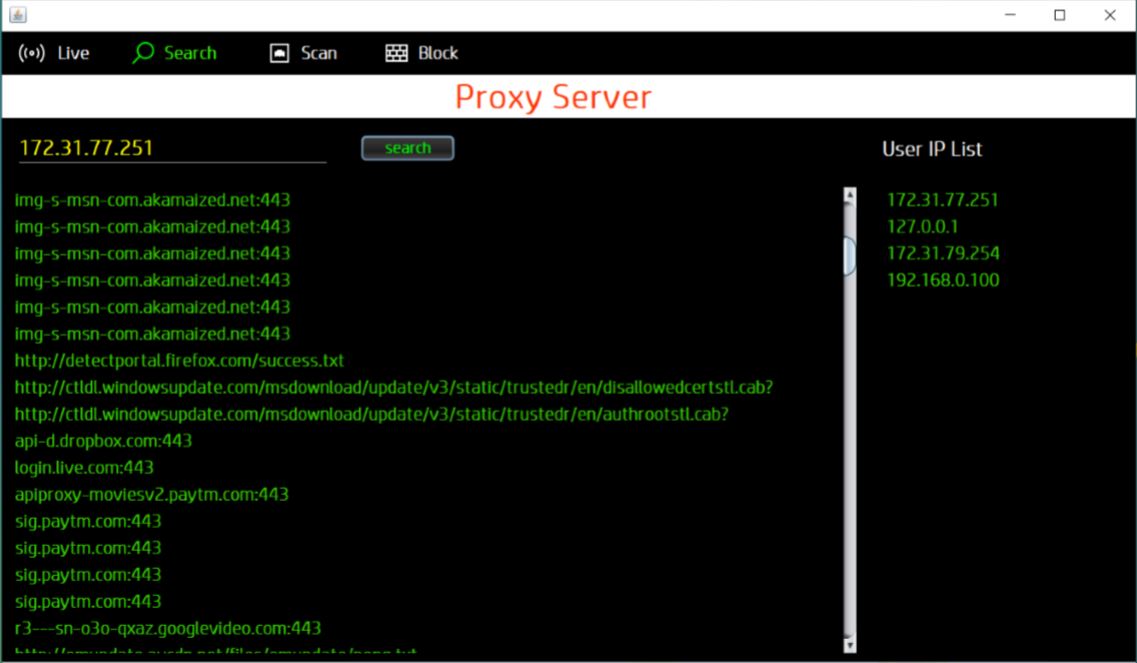 Live Search Scan Block
Proxy Server
172.31.77.251 search User IP List
img-s-msn-com.akamaized.net:443 172.31.77.251
img-s-msn-com.akamaized.net:443 127.0.0.1
img-s-msn-com.akamaized.net:443 172.31.79.254
img-s-msn-com.akamaized.net:443 192.168.0.100
img-s-msn-com.akamaized.net:443
img-s-msn-com.akamaized.net:443
http://detectportal.firefox.com/success.txt
http://ctldl.windowsupdate.com/msdownload/update/v3/static/trustedr/en/disallowedcertstl.cab?
http://ctldl.windowsupdate.com/msdownload/update/v3/static/trustedr/en/authrootstl.cab?
api-d.dropbox.com:443
login.live.com:443
apiproxy-moviesv2.paytm.com:443
sig.paytm.com:443
sig.paytm.com:443
sig.paytm.com:443
sig.paytm.com:443
r3---sn-o3o-qxaz.googlevideo.com:443